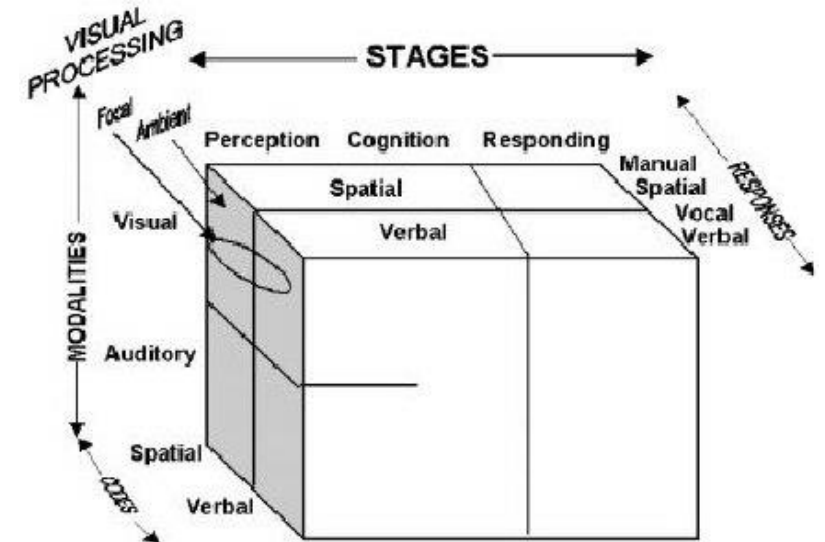 VISUAL
PROCESSING
STAGES
Focal
Ambient
Perception Cognition Responding
Manual
Spatial
Spatial
Vocal
Verbal
Verbal
RESPONSES
Visual
MODALITIES
Auditory
Spatial
Verbal
CODES